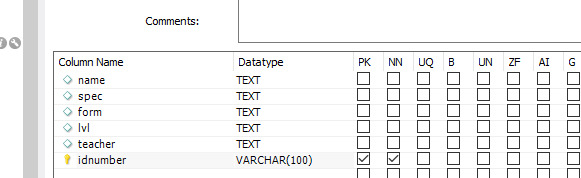 Comments:
Column Name Datatype PK NN UQ B UN ZF AI G
name TEXT
spec TEXT
form TEXT
lvl TEXT
teacher TEXT
idnumber VARCHAR(100)